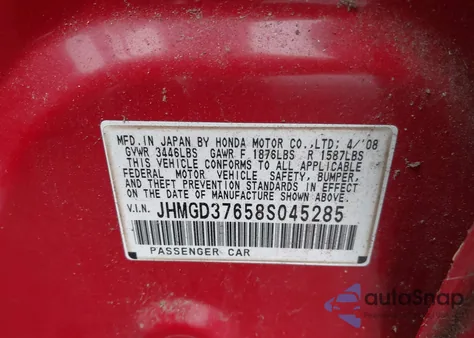 MFD.IN JAPAN BY HONDA MOTOR CO.,LTD; 4/'08
GVWR 3446LBS GAWR F 1876LBS R 1587LBS
THIS VEHICLE CONFORMS TO ALL APPLICABLE
FEDERAL MOTOR VEHICLE SAFETY, BUMPER,
AND THEFT PREVENTION STANDARDS IN EFFECT
ON THE DATE OF MANUFACTURE SHOWN ABOVE.
V.I.N. JHMGD37658S045285
PASSENGER CAR
autoSnap